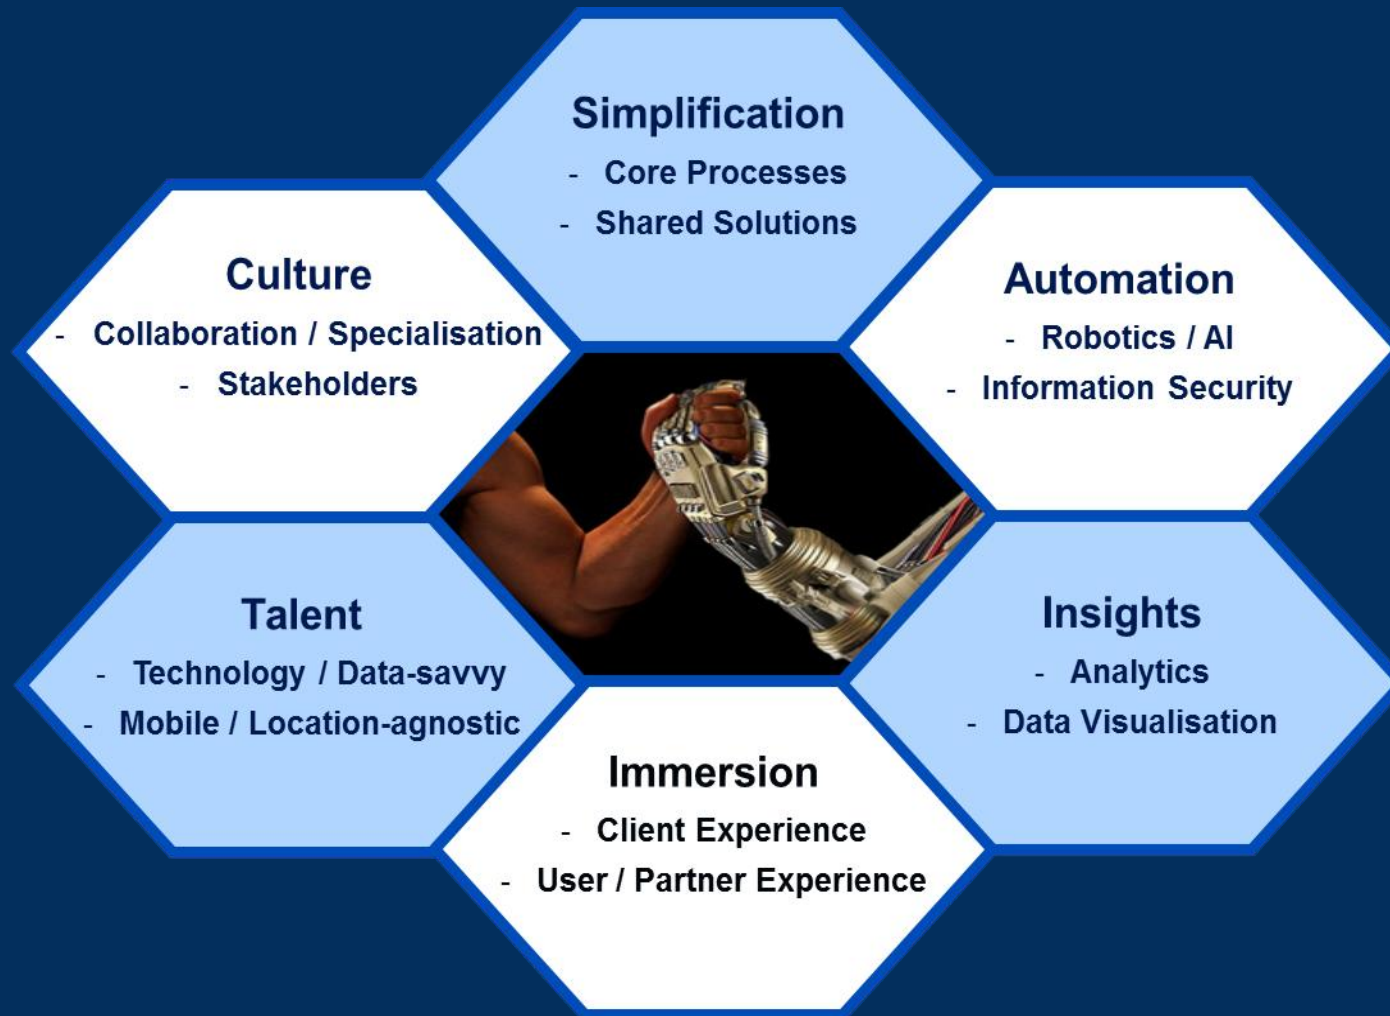 Simplification
- Core Processes
- Shared Solutions
Culture
- Collaboration / Specialisation
- Stakeholders
Automation
- Robotics / AI
- Information Security
Talent
- Technology / Data-savvy
- Mobile / Location-agnostic
Insights
- Analytics
- Data Visualisation
Immersion
- Client Experience
- User / Partner Experience